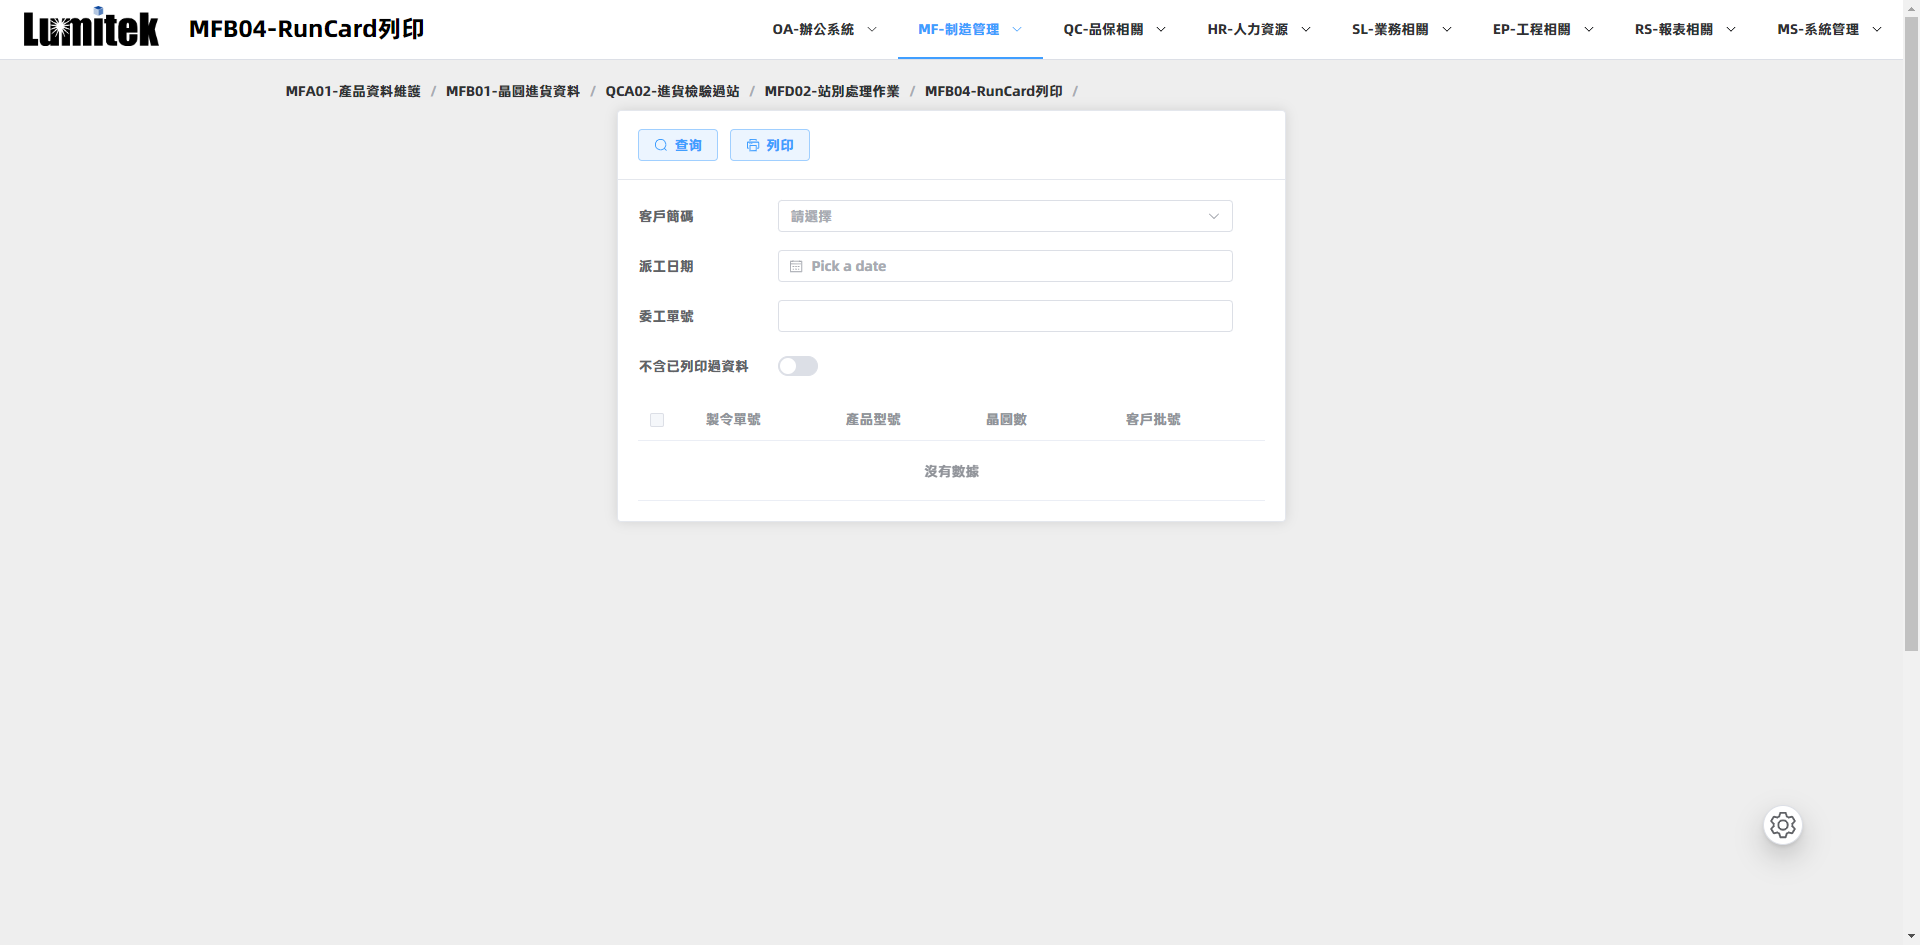 Lumitek MFB04-RunCard列印 OA-辦公系統 MF-制造管理 QC-品保相關 HR-人力資源 SL-業務相關 EP-工程相關 RS-報表相關 MS-系統管理
MFA01-產品資料維護 / MFB01-晶圓進貨資料 / QCA02-進貨檢驗過站 / MFD02-站別處理作業 / MFB04-RunCard列印 /
查询 列印
客戶簡碼 請選擇
派工日期 Pick a date
委工單號
不含已列印過資料
製令單號 產品型號 晶圓數 客戶批號
沒有數據